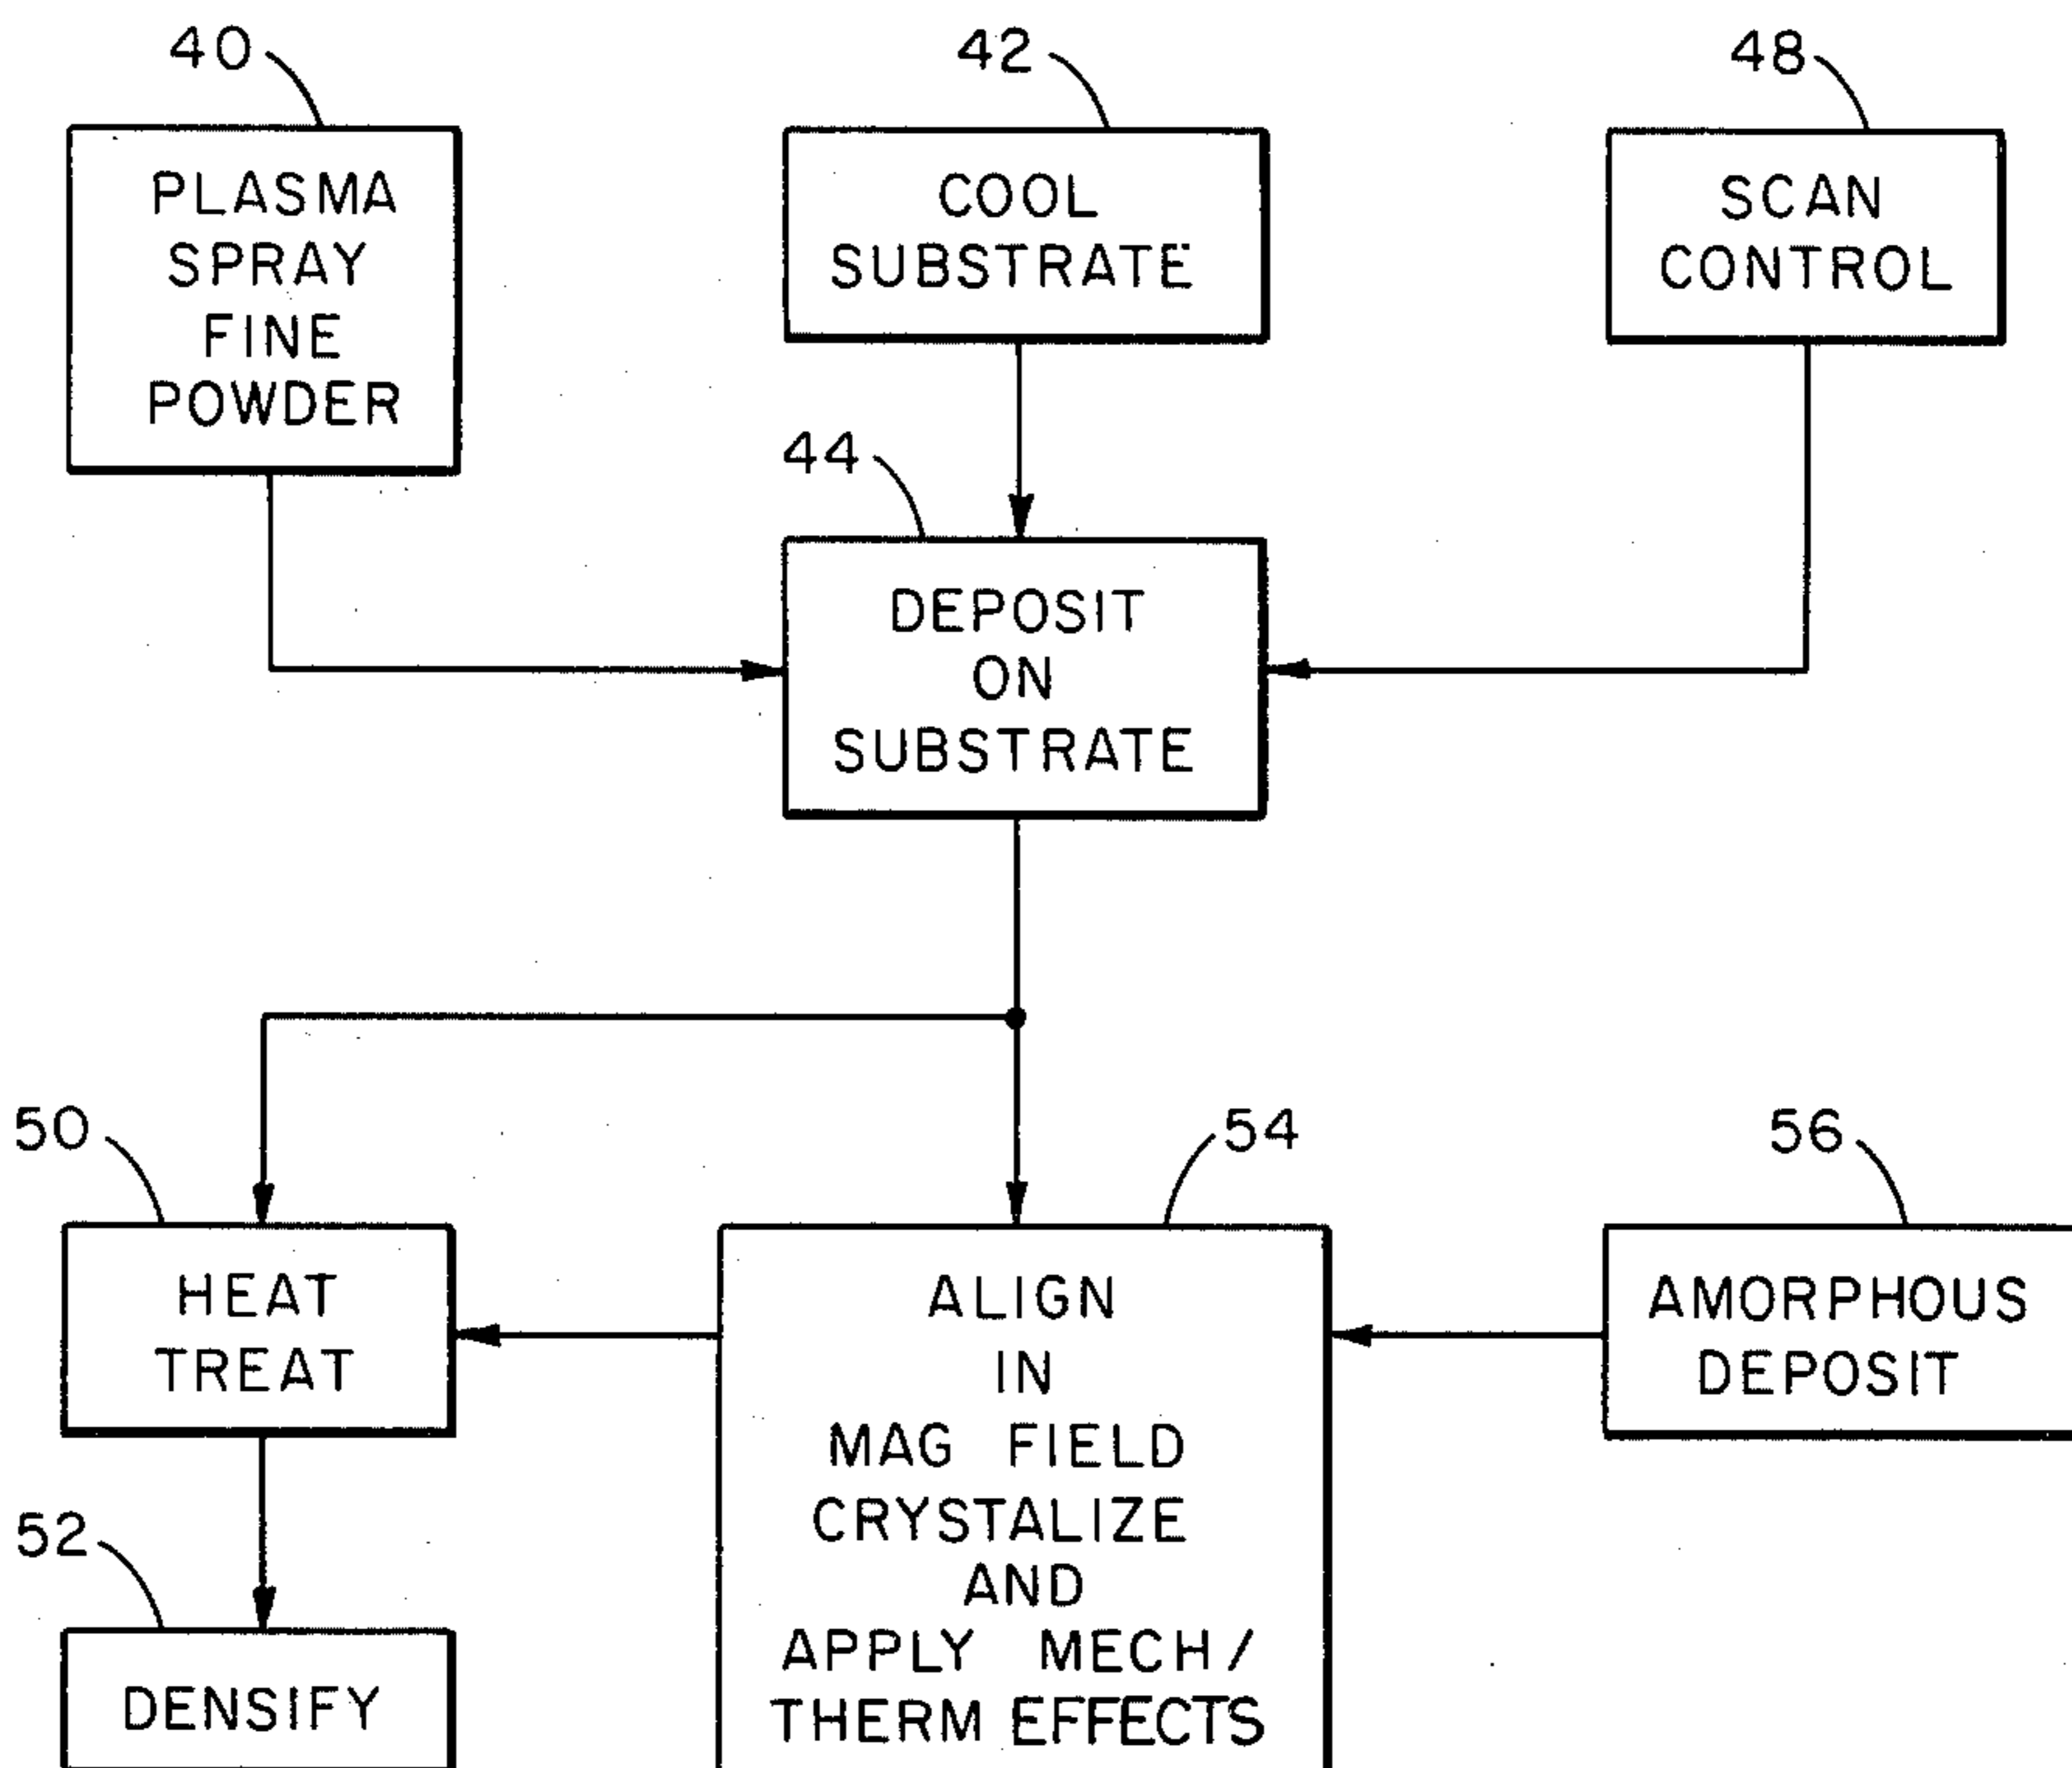 40
PLASMA
SPRAY
FINE
POWDER
42
COOL
SUBSTRATE
48
SCAN
CONTROL
44
DEPOSIT
ON
SUBSTRATE
50
HEAT
TREAT
54
ALIGN
IN
MAG FIELD
CRYSTALIZE
AND
APPLY MECH/
THERM EFFECTS
56
AMORPHOUS
DEPOSIT
52
DENSIFY